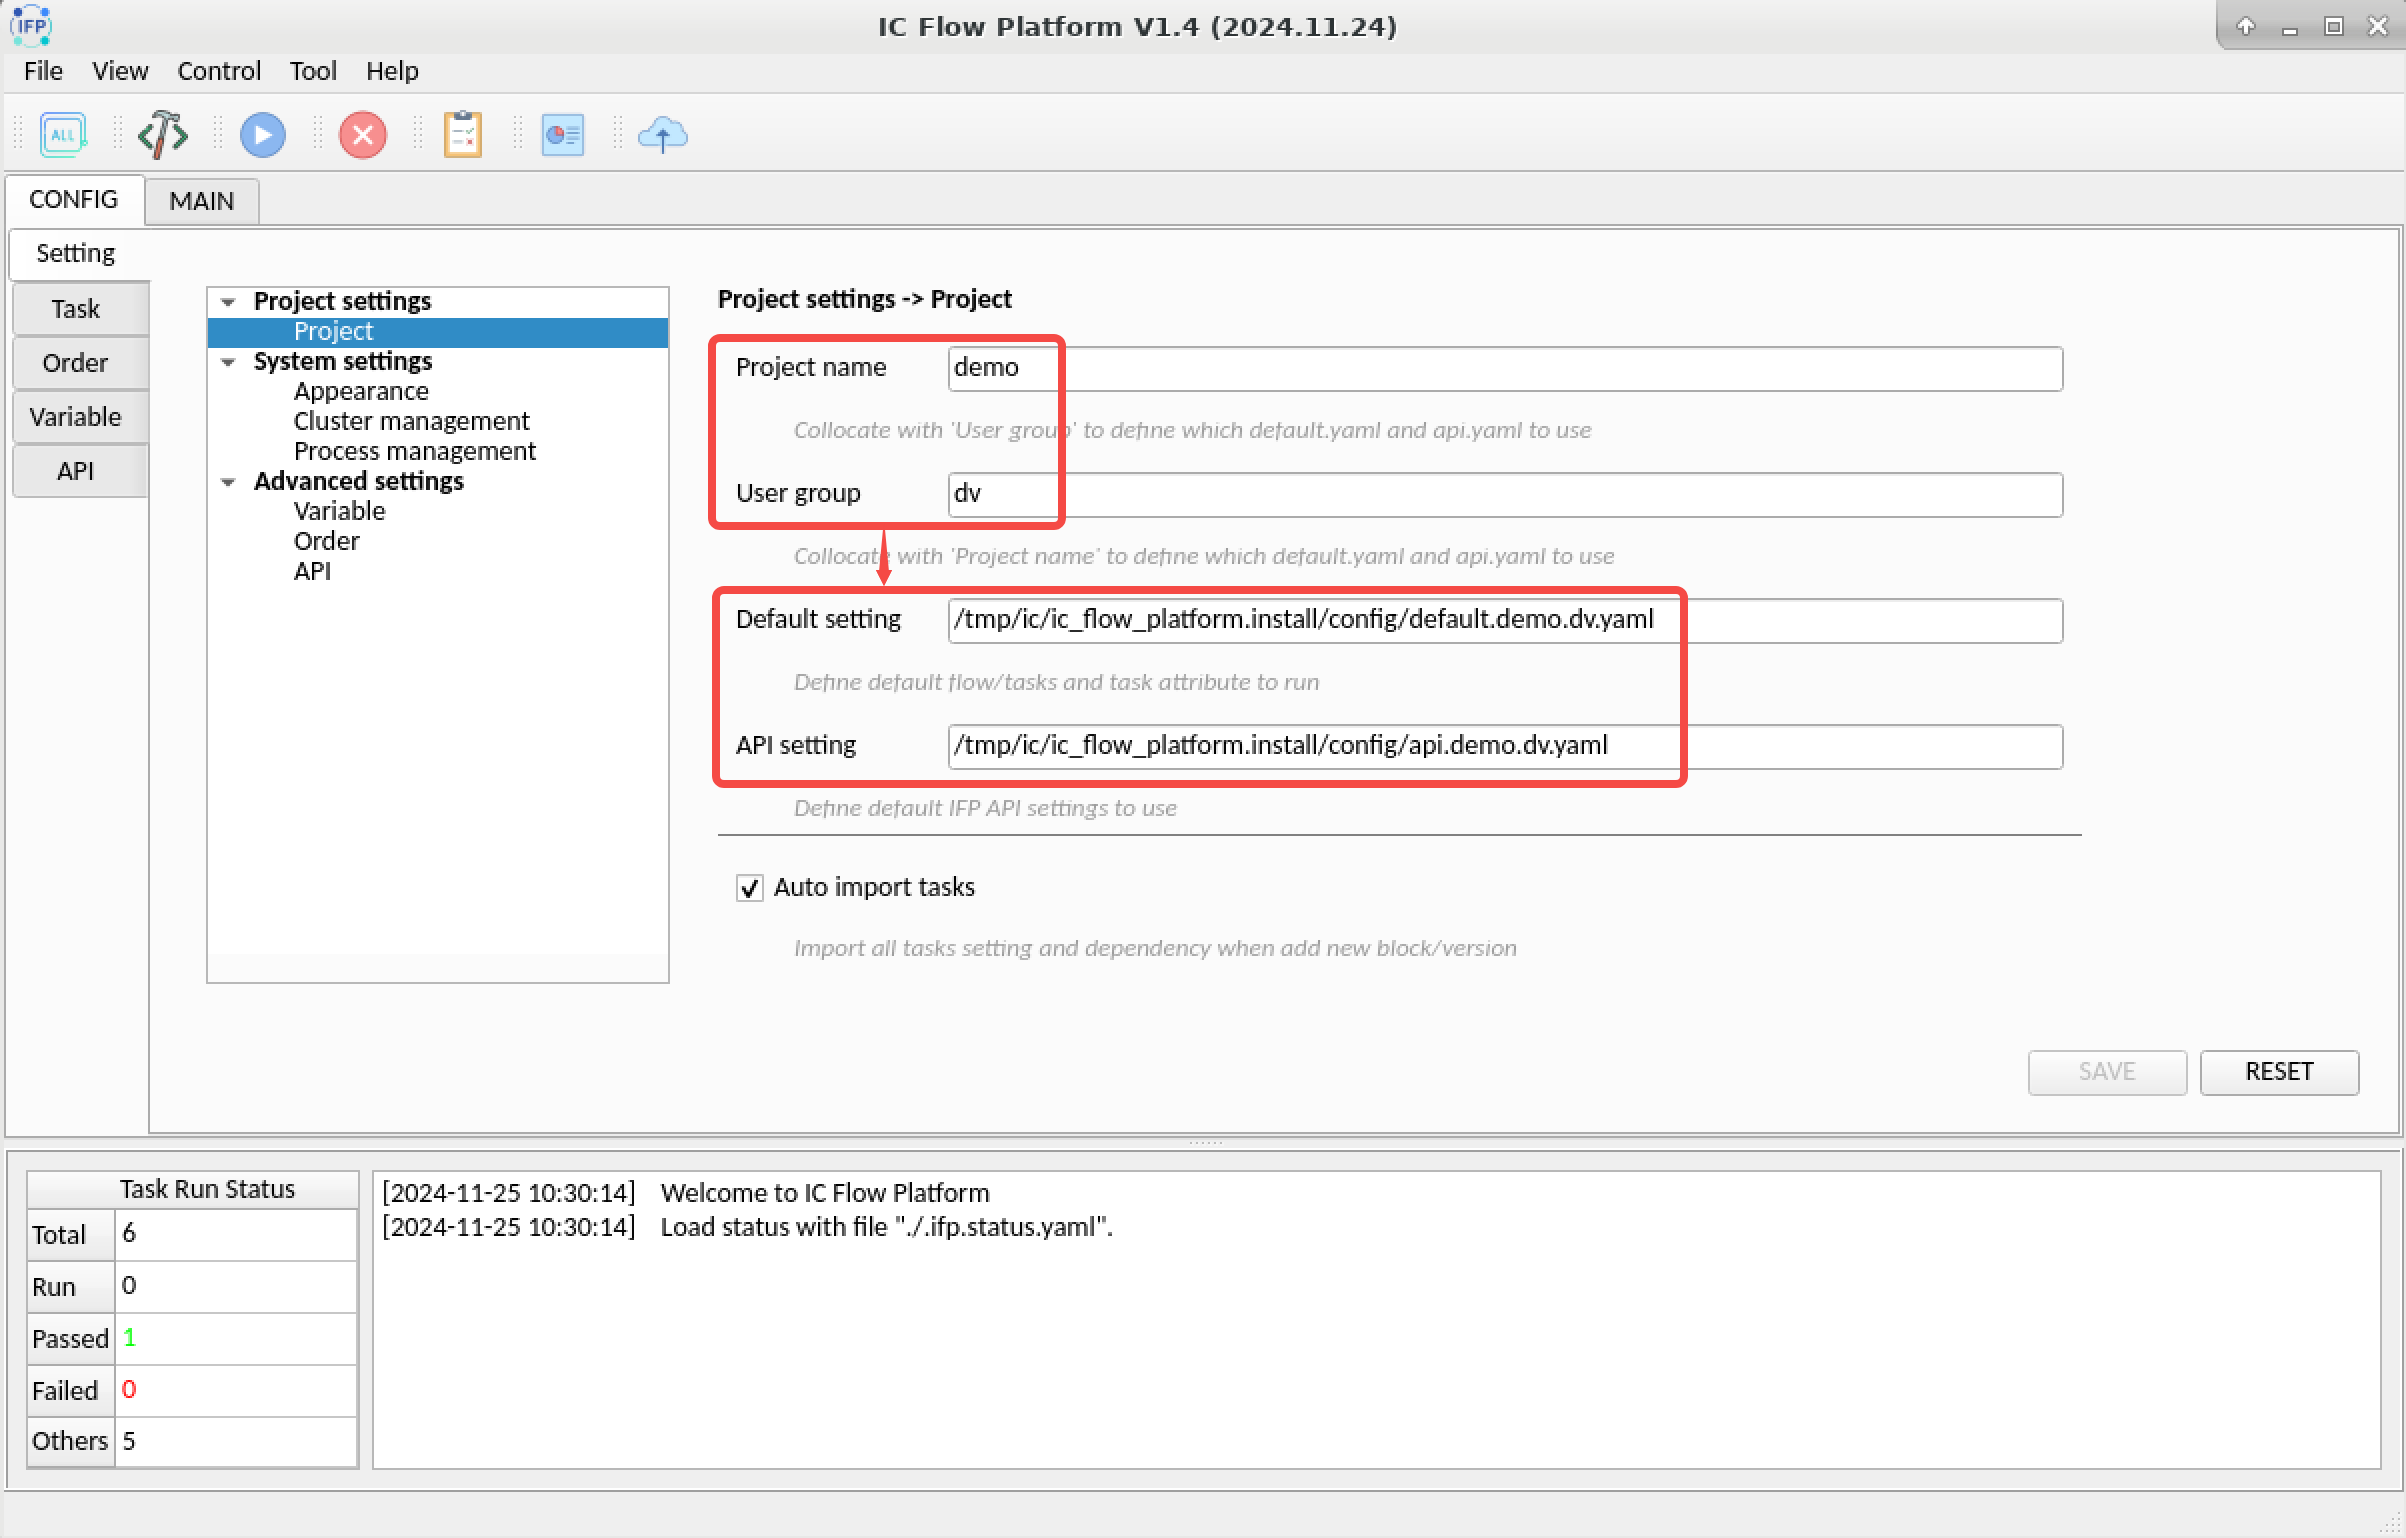 IFP
IC Flow Platform V1.4 (2024.11.24)
File View Control Tool Help
ALL
CONFIG MAIN
Setting
Task
Order
Variable
API
Project settings
Project
System settings
Appearance
Cluster management
Process management
Advanced settings
Variable
Order
API
Project settings -> Project
Project name demo
Collocate with 'User group' to define which default.yaml and api.yaml to use
User group dv
Collocate with 'Project name' to define which default.yaml and api.yaml to use
Default setting /tmp/ic/ic_flow_platform.install/config/default.demo.dv.yaml
Define default flow/tasks and task attribute to run
API setting /tmp/ic/ic_flow_platform.install/config/api.demo.dv.yaml
Define default IFP API settings to use
Auto import tasks
Import all tasks setting and dependency when add new block/version
SAVE RESET
Task Run Status
Total 6
Run 0
Passed 1
Failed 0
Others 5
[2024-11-25 10:30:14] Welcome to IC Flow Platform
[2024-11-25 10:30:14] Load status with file "./.ifp.status.yaml".